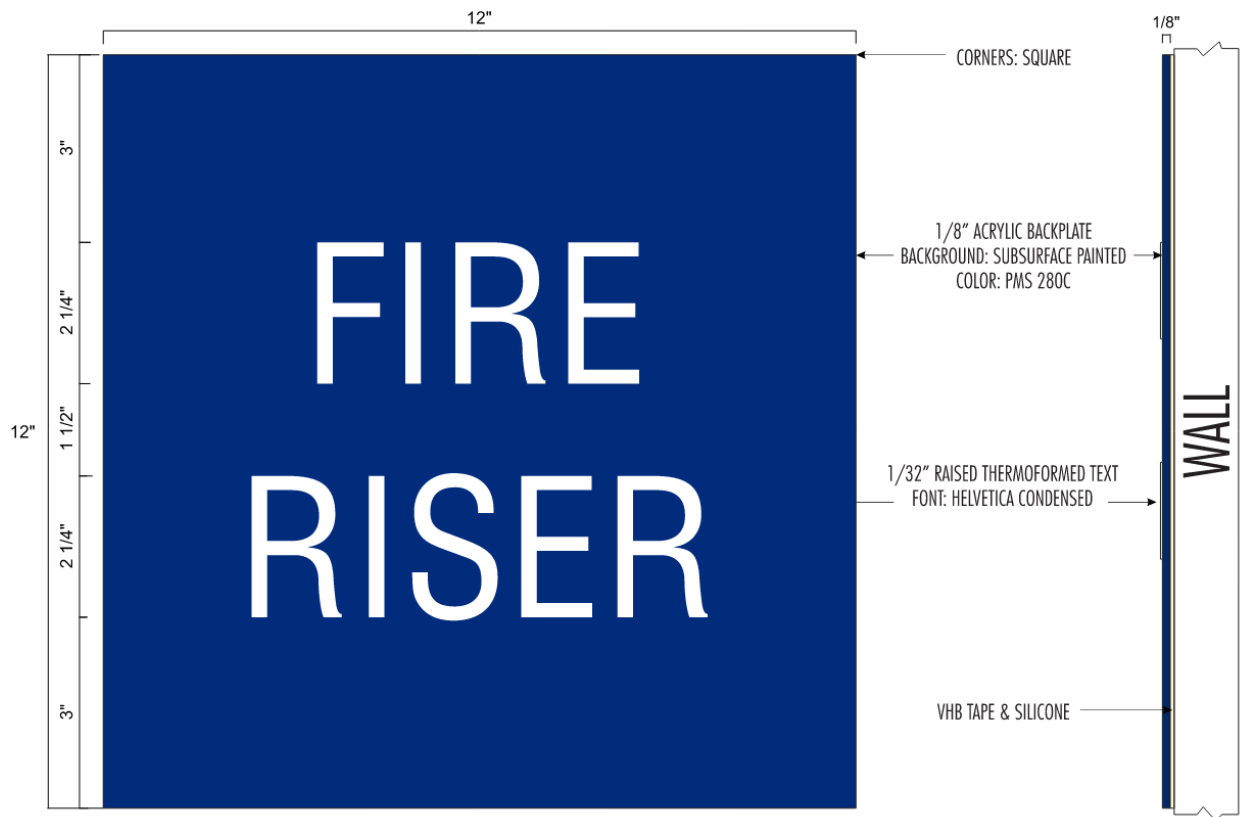 12"
1/8"
CORNERS: SQUARE
3"
FIRE
1/8" ACRYLIC BACKPLATE
BACKGROUND: SUBSURFACE PAINTED
COLOR: PMS 280C
2 1/4"
12"
1 1/2"
WALL
RISER
1/32" RAISED THERMOFORMED TEXT
FONT: HELVETICA CONDENSED
2 1/4"
3"
VHB TAPE & SILICONE